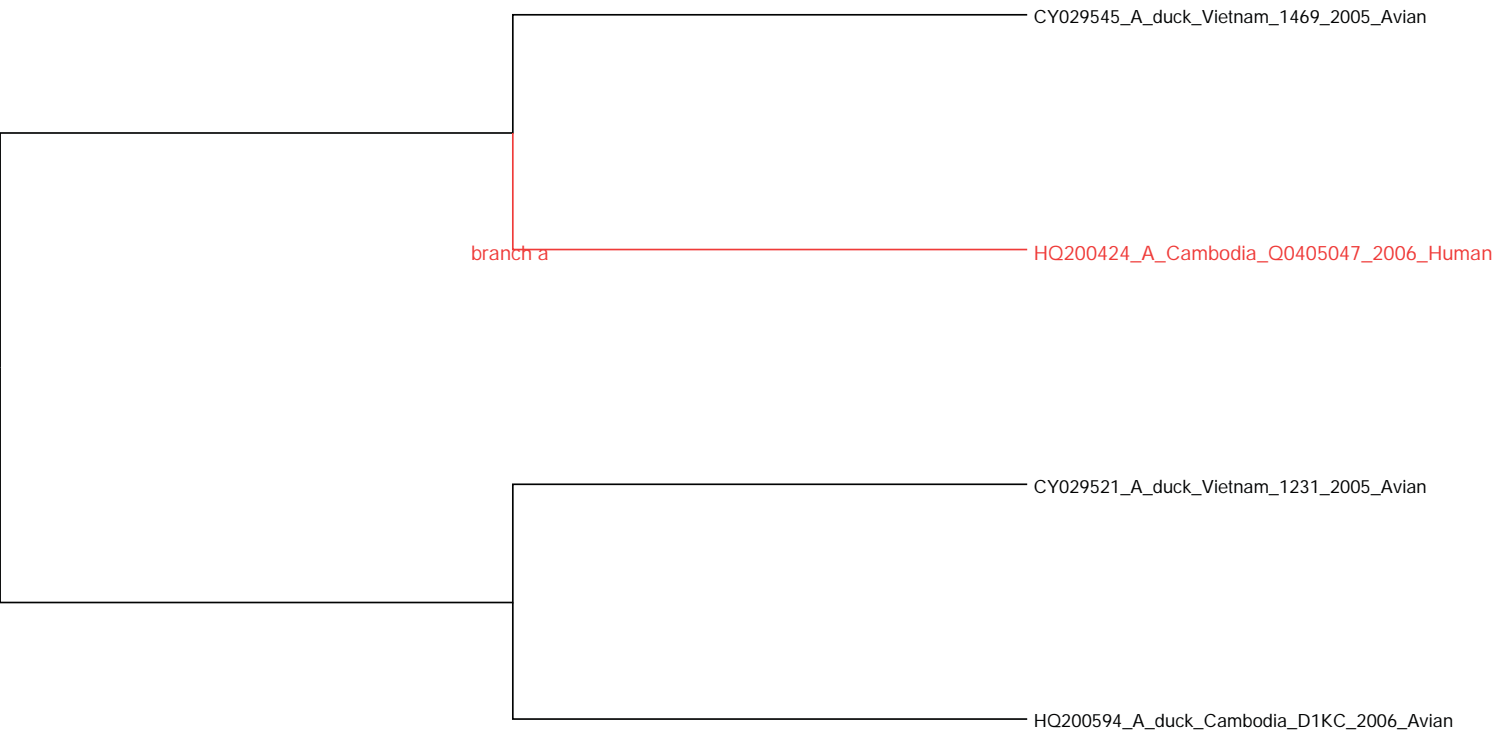 CY029545_A_duck_Vietnam_1469_2005_Avian
branch a
HQ200424_A_Cambodia_Q0405047_2006_Human
CY029521_A_duck_Vietnam_1231_2005_Avian
HQ200594_A_duck_Cambodia_D1KC_2006_Avian